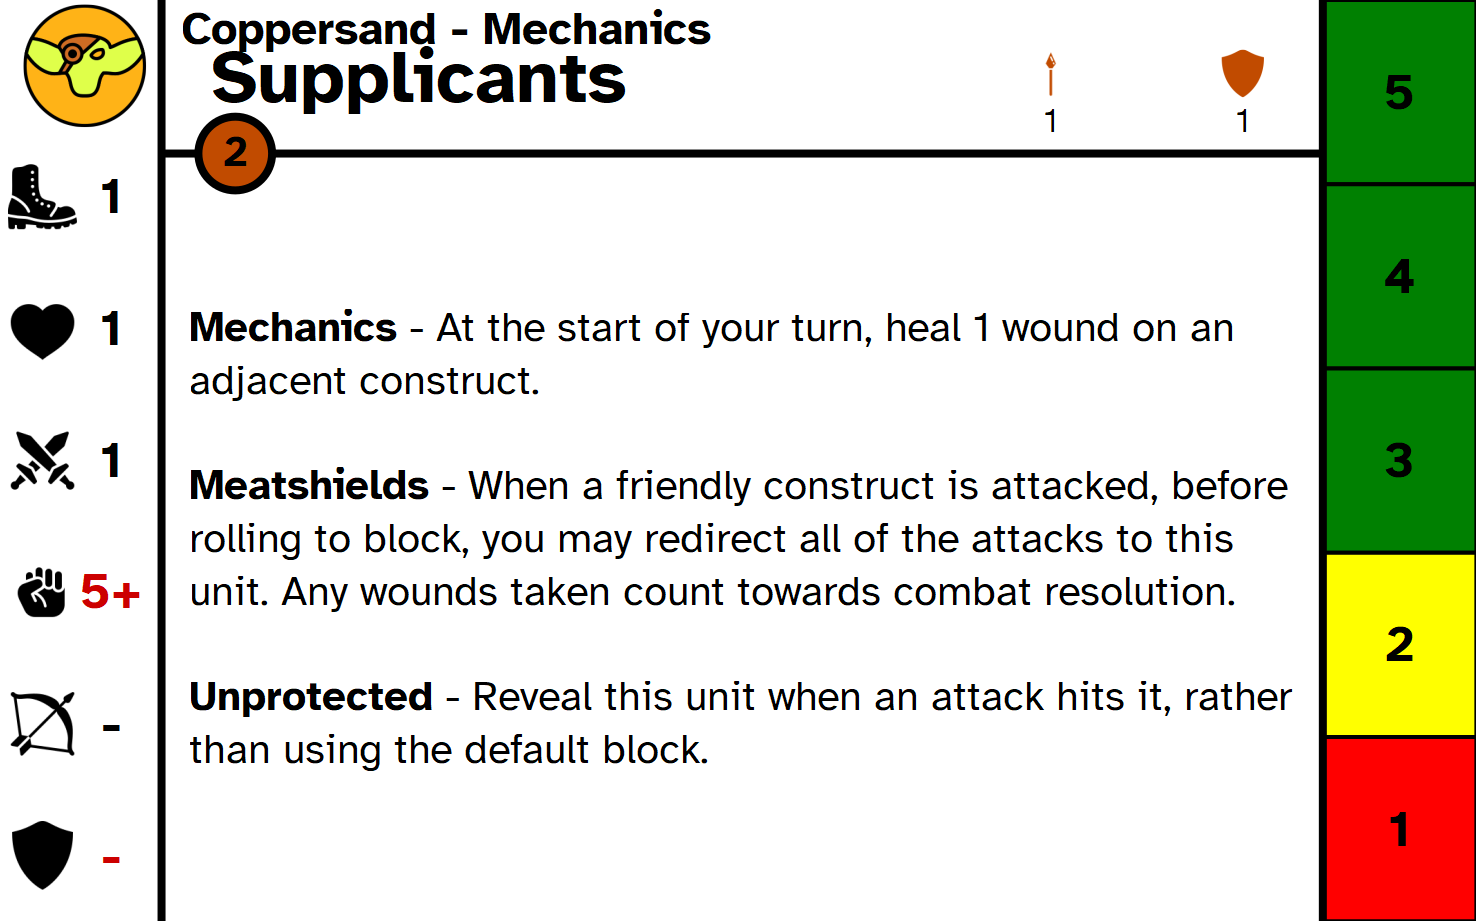 Coppersand - Mechanics
Supplicants
1 1
2
1
1
1
5+
-
-
Mechanics - At the start of your turn, heal 1 wound on an
adjacent construct.
Meatshields - When a friendly construct is attacked, before
rolling to block, you may redirect all of the attacks to this
unit. Any wounds taken count towards combat resolution.
Unprotected - Reveal this unit when an attack hits it, rather
than using the default block.
5
4
3
2
1